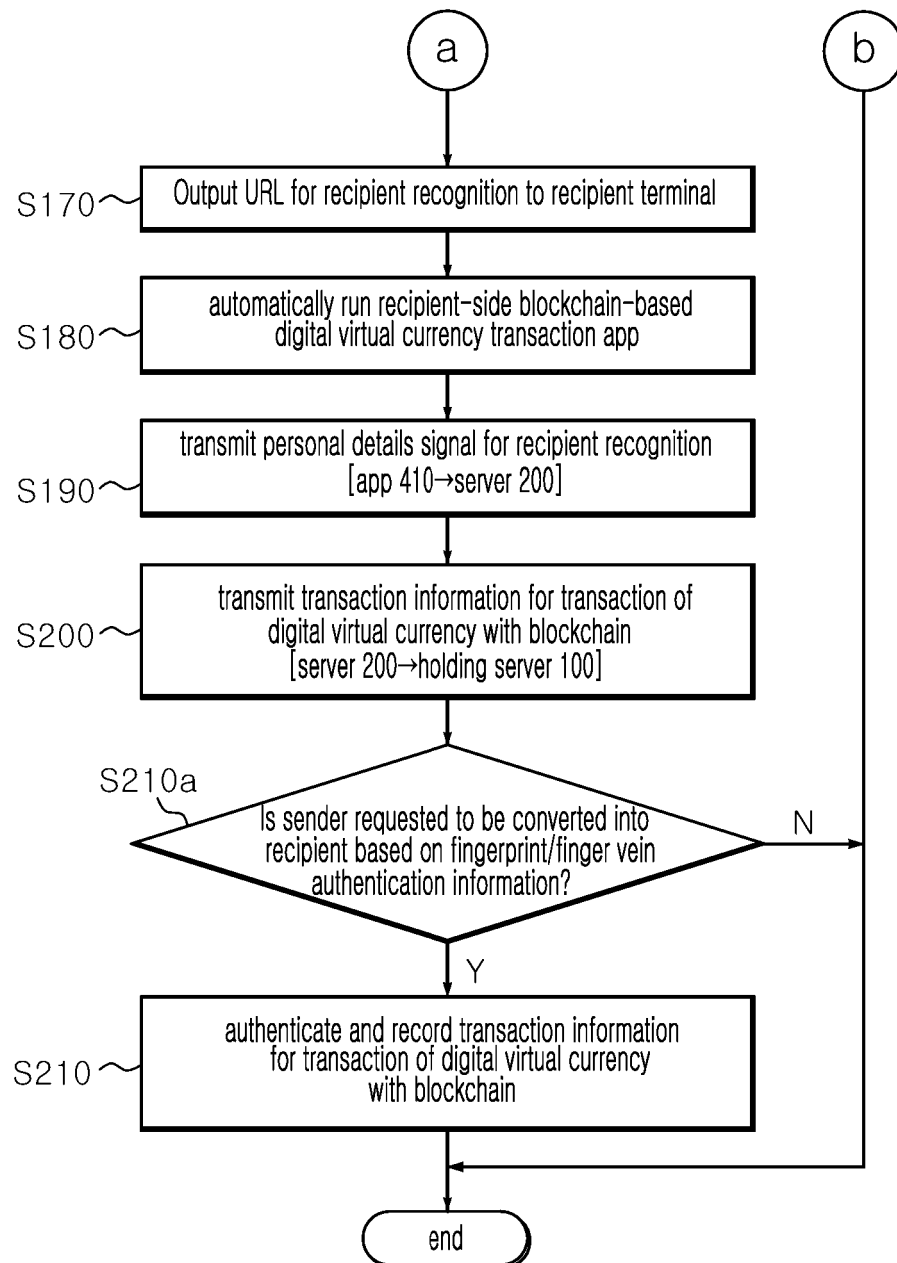 a
b
S170
Output URL for recipient recognition to recipient terminal
S180
automatically run recipient-side blockchain-based
digital virtual currency transaction app
S190
transmit personal details signal for recipient recognition
[app 410→server 200]
S200
transmit transaction information for transaction of
digital virtual currency with blockchain
[server 200→holding server 100]
S210a
Is sender requested to be converted into
recipient based on fingerprint/finger vein
authentication information?
N
Y
S210
authenticate and record transaction information
for transaction of digital virtual currency
with blockchain
end